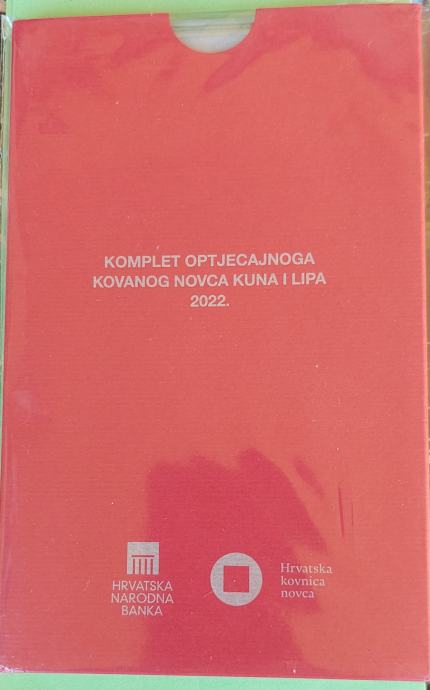 KOMPLET OPTJECAJNOGA
KOVANOG NOVCA KUNA I LIPA
2022.
HRVATSKA
NARODNA
BANKA
Hrvatska
kovnica
novca